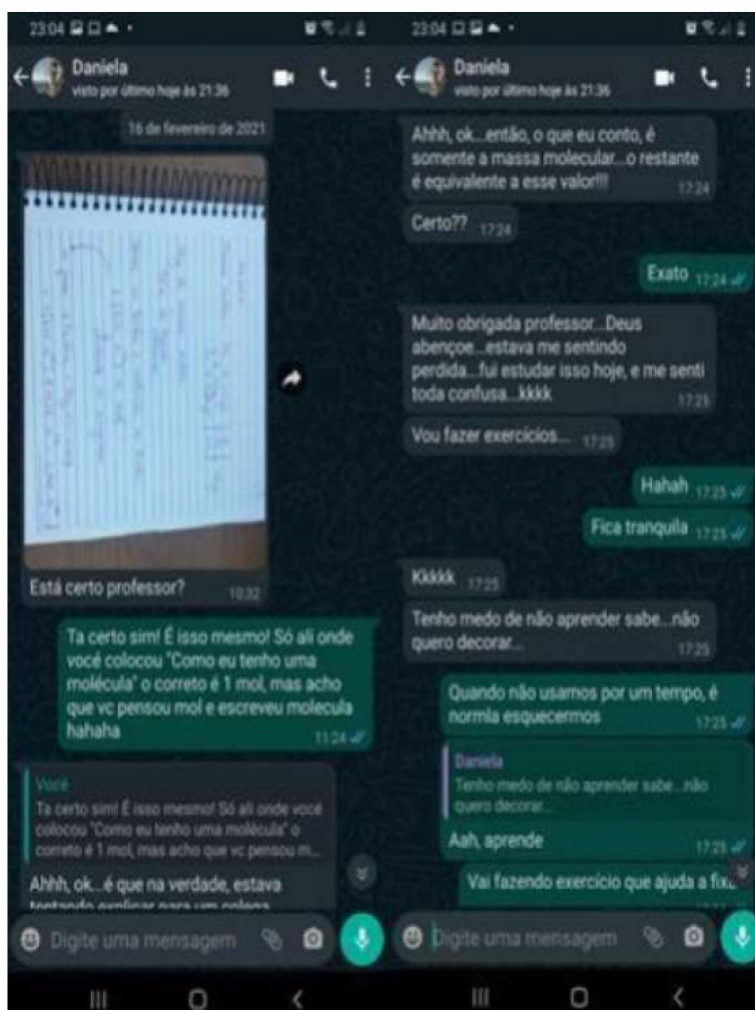 23:04
Daniela
visto por último hoje às 21:36
16 de fevereiro de 2021
Está certo professor? 10:32
Ta certo sim! É isso mesmo! Só ali onde
você colocou "Como eu tenho uma
molécula" o correto é 1 mol, mas acho
que vc pensou mol e escreveu molecula
hahaha 11:24
Você
Ta certo sim! É isso mesmo! Só ali onde você
colocou "Como eu tenho uma molécula" o
correto é 1 mol, mas acho que vc pensou m...
Ahhh, ok...é que na verdade, estava
tentando explicar para um colega
Digite uma mensagem
23:04
Daniela
visto por último hoje às 21:36
Ahhh, ok...então, o que eu conto, é
somente a massa molecular...o restante
é equivalente a esse valor!!! 17:24
Certo?? 17:24
Exato 17:24
Muito obrigada professor...Deus
abençoe...estava me sentindo
perdida...fui estudar isso hoje, e me senti
toda confusa...kkkk 17:25
Vou fazer exercícios... 17:25
Hahah 17:25
Fica tranquila 17:25
Kkkkk 17:25
Tenho medo de não aprender sabe...não
quero decorar... 17:25
Quando não usamos por um tempo, é
normla esquecermos 17:25
Daniela
Tenho medo de não aprender sabe...não
quero decorar...
Aah, aprende 17:25
Vai fazendo exercício que ajuda a
Digite uma mensagem